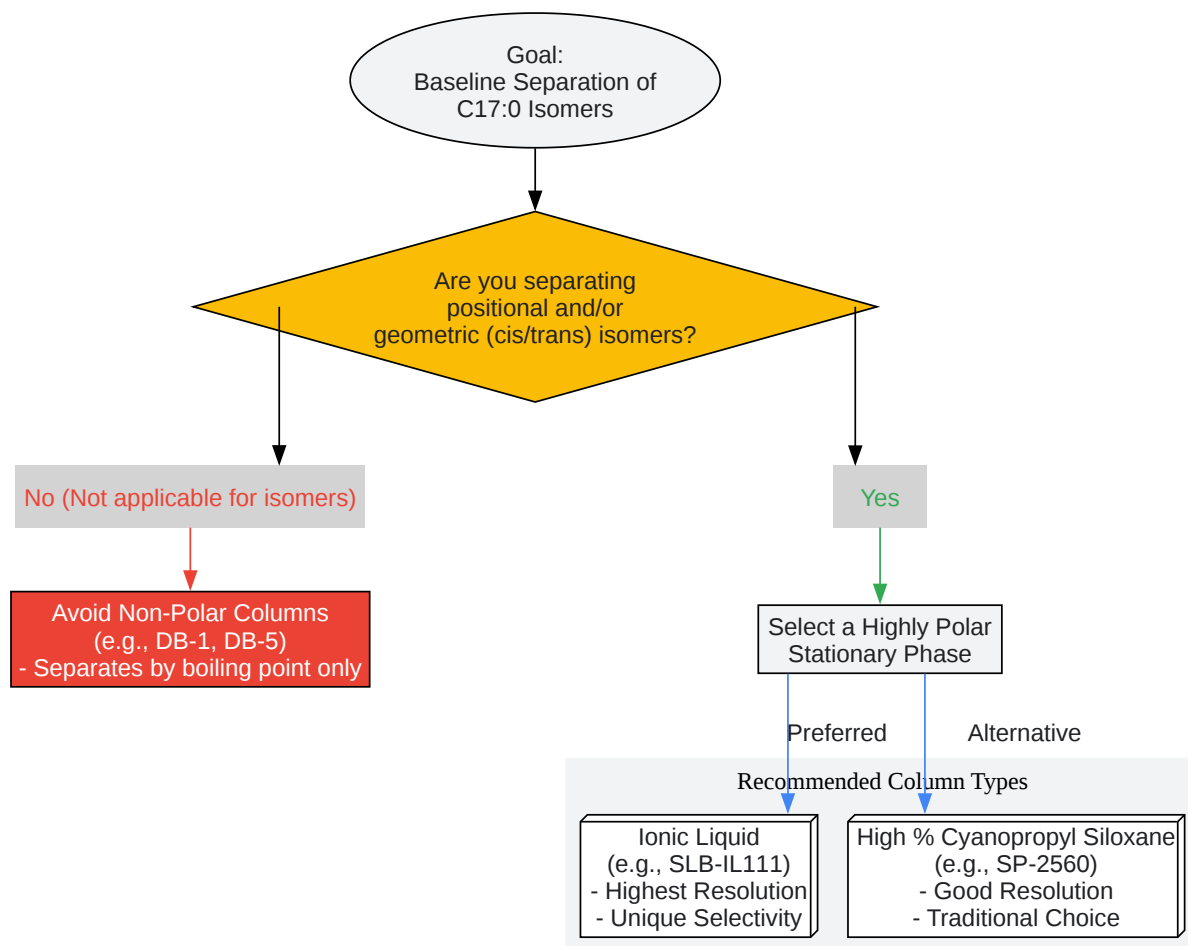 Goal:
Baseline Separation of
C17:0 Isomers
Are you separating
positional and/or
geometric (cis/trans) isomers?
No (Not applicable for isomers)
Yes
Avoid Non-Polar Columns
(e.g., DB-1, DB-5)
- Separates by boiling point only
Select a Highly Polar
Stationary Phase
Preferred
Alternative
Recommended Column Types
Ionic Liquid
(e.g., SLB-IL111)
- Highest Resolution
- Unique Selectivity
High % Cyanopropyl Siloxane
(e.g., SP-2560)
- Good Resolution
- Traditional Choice